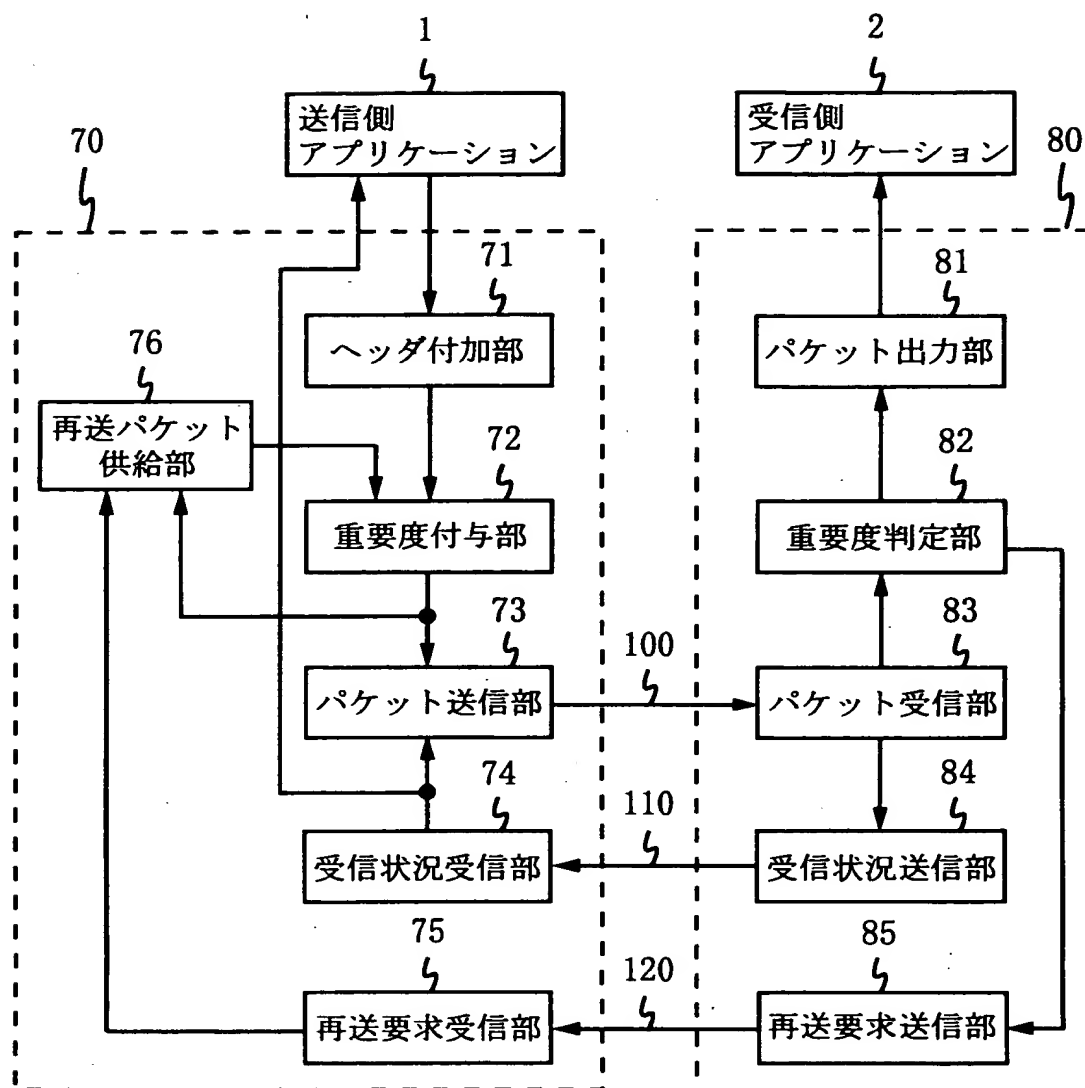 1
2
送信側
アプリケーション
受信側
アプリケーション
70
80
71
81
ヘッダ付加部
パケット出力部
76
再送パケット
供給部
72
82
重要度付与部
重要度判定部
73
100
83
パケット送信部
パケット受信部
74
110
84
受信状況受信部
受信状況送信部
75
120
85
再送要求受信部
再送要求送信部